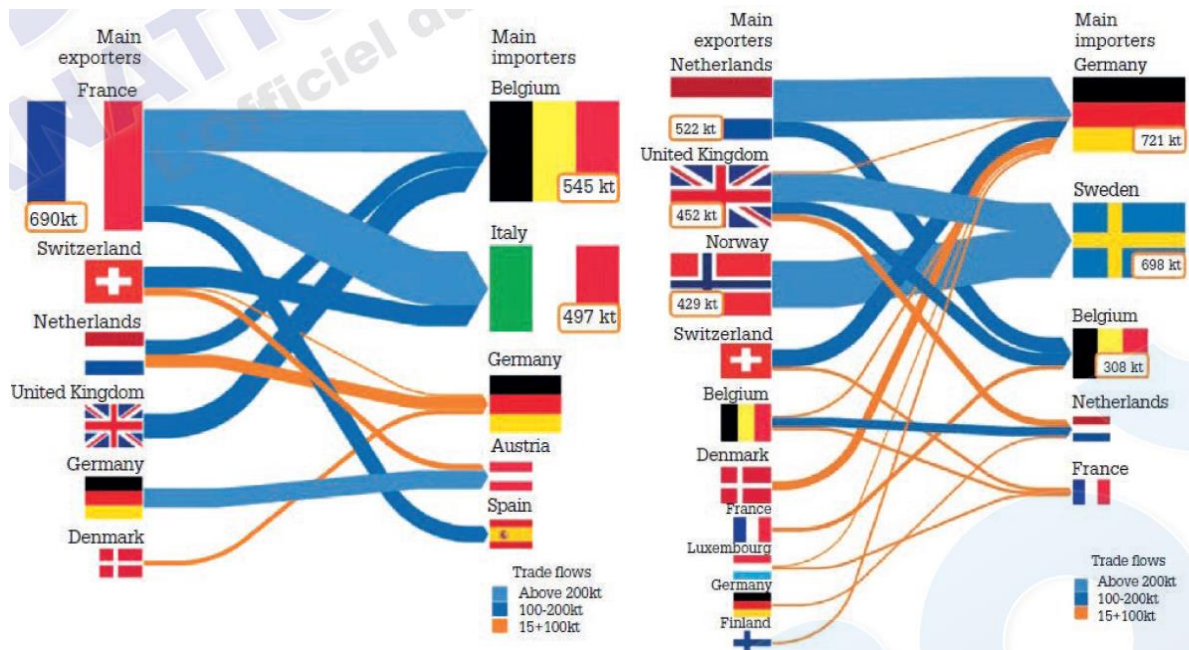 NATIO
L'Officiel du
Main
exporters
France
690kt
Switzerland
Netherlands
United Kingdom
Germany
Denmark
Main
importers
Belgium
545 kt
Italy
497 kt
Germany
Austria
Spain
Trade flows
Above 200kt
100-200kt
15+100kt
Main
exporters
Netherlands
522 kt
United Kingdom
452 kt
Norway
429 kt
Switzerland
Belgium
Denmark
France
Luxembourg
Germany
Finland
Main
importers
Germany
721 kt
Sweden
698 kt
Belgium
308 kt
Netherlands
France
Trade flows
Above 200kt
100-200kt
15+100kt